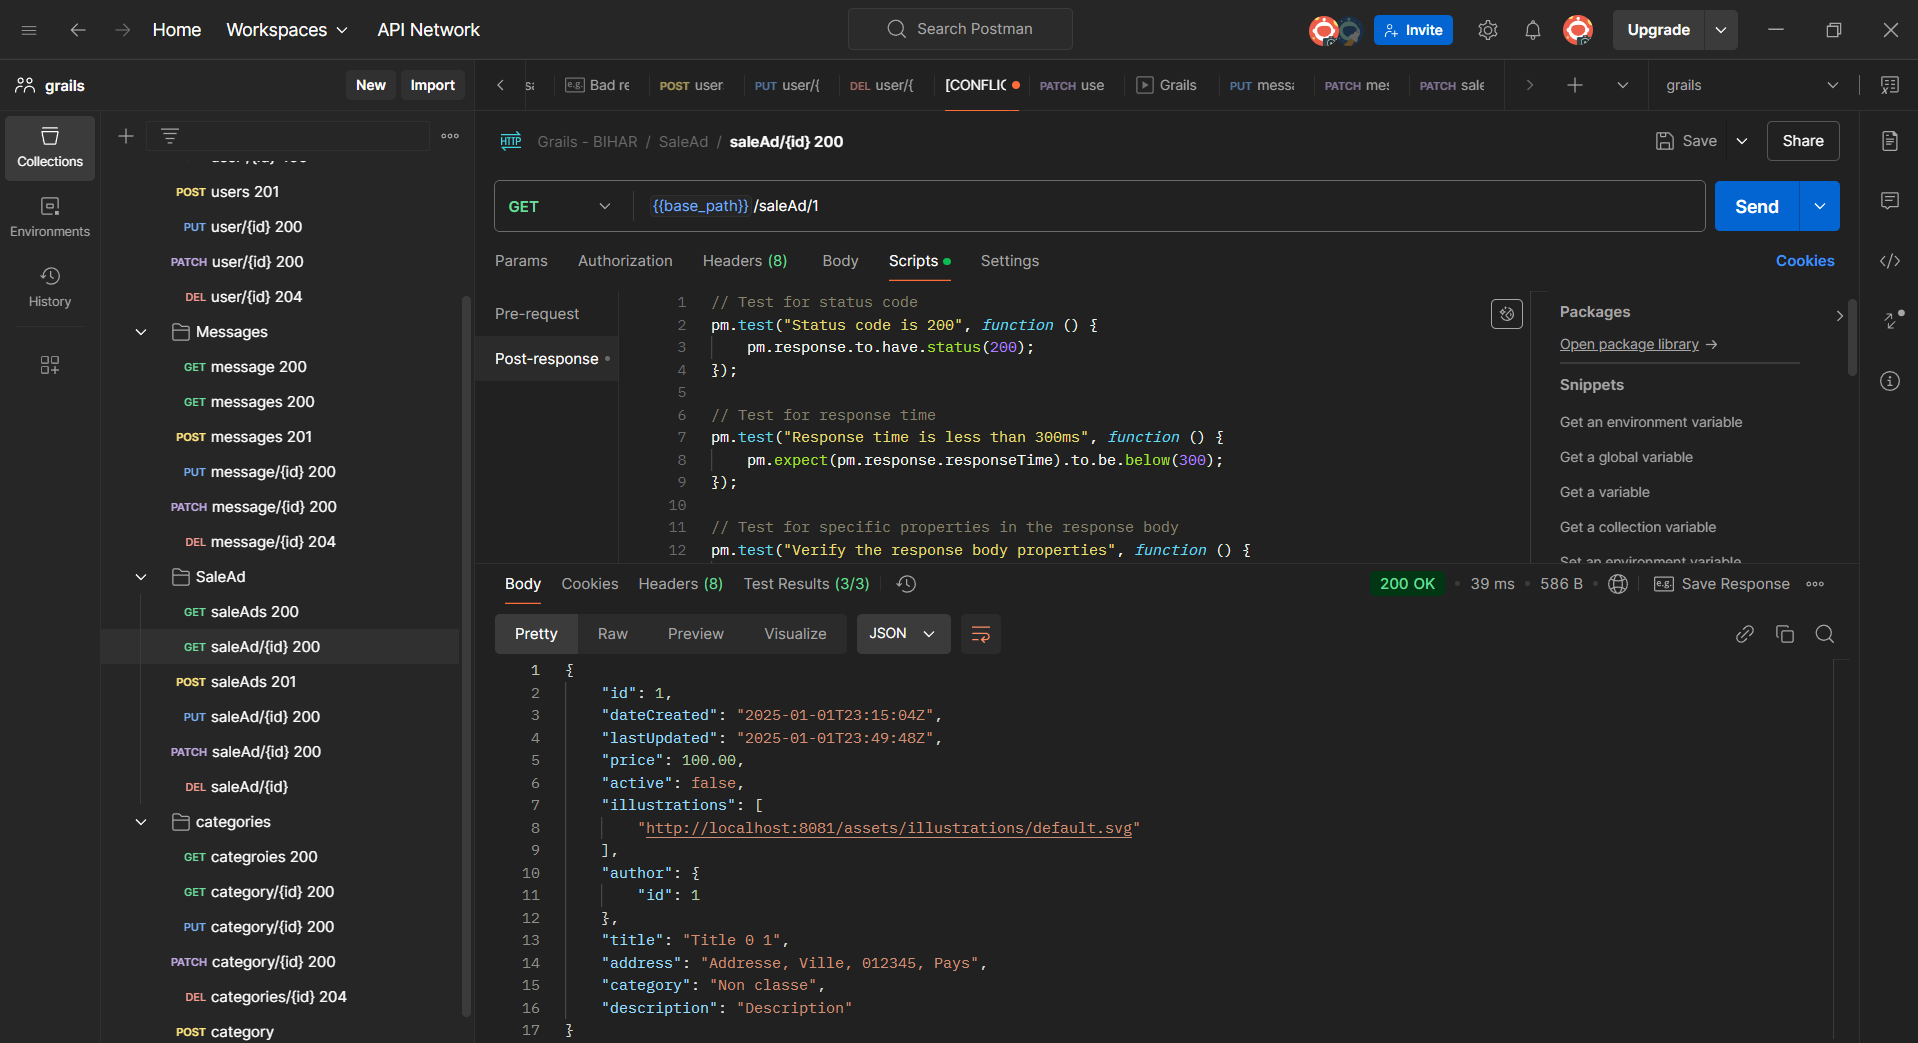 Home
Workspaces
API Network
Search Postman
Invite
Upgrade
grails
New
Import
Bad re
POST user
PUT user/{
DEL user/{
[CONFLIC
PATCH use
Grails
PUT messa
PATCH mes
PATCH sale
grails
Collections
Environments
History
POST users 201
PUT user/{id} 200
PATCH user/{id} 200
DEL user/{id} 204
Messages
GET message 200
GET messages 200
POST messages 201
PUT message/{id} 200
PATCH message/{id} 200
DEL message/{id} 204
SaleAd
GET saleAds 200
GET saleAd/{id} 200
POST saleAds 201
PUT saleAd/{id} 200
PATCH saleAd/{id} 200
DEL saleAd/{id}
categories
GET categroies 200
GET category/{id} 200
PUT category/{id} 200
PATCH category/{id} 200
DEL categories/{id} 204
POST category
HTTP Grails - BIHAR / SaleAd / saleAd/{id} 200
Save
Share
GET
{{base_path}} /saleAd/1
Send
Params
Authorization
Headers (8)
Body
Scripts
Settings
Cookies
Pre-request
Post-response
1 // Test for status code
2 pm.test("Status code is 200", function () {
3 pm.response.to.have.status(200);
4 });
5
6 // Test for response time
7 pm.test("Response time is less than 300ms", function () {
8 pm.expect(pm.response.responseTime).to.be.below(300);
9 });
10
11 // Test for specific properties in the response body
12 pm.test("Verify the response body properties", function () {
Packages
Open package library →
Snippets
Get an environment variable
Get a global variable
Get a variable
Get a collection variable
Set an environment variable
Body
Cookies
Headers (8)
Test Results (3/3)
200 OK
39 ms
586 B
e.g. Save Response
Pretty
Raw
Preview
Visualize
JSON
1 {
2 "id": 1,
3 "dateCreated": "2025-01-01T23:15:04Z",
4 "lastUpdated": "2025-01-01T23:49:48Z",
5 "price": 100.00,
6 "active": false,
7 "illustrations": [
8 "http://localhost:8081/assets/illustrations/default.svg"
9 ],
10 "author": {
11 "id": 1
12 },
13 "title": "Title 0 1",
14 "address": "Addresse, Ville, 012345, Pays",
15 "category": "Non classe",
16 "description": "Description"
17 }